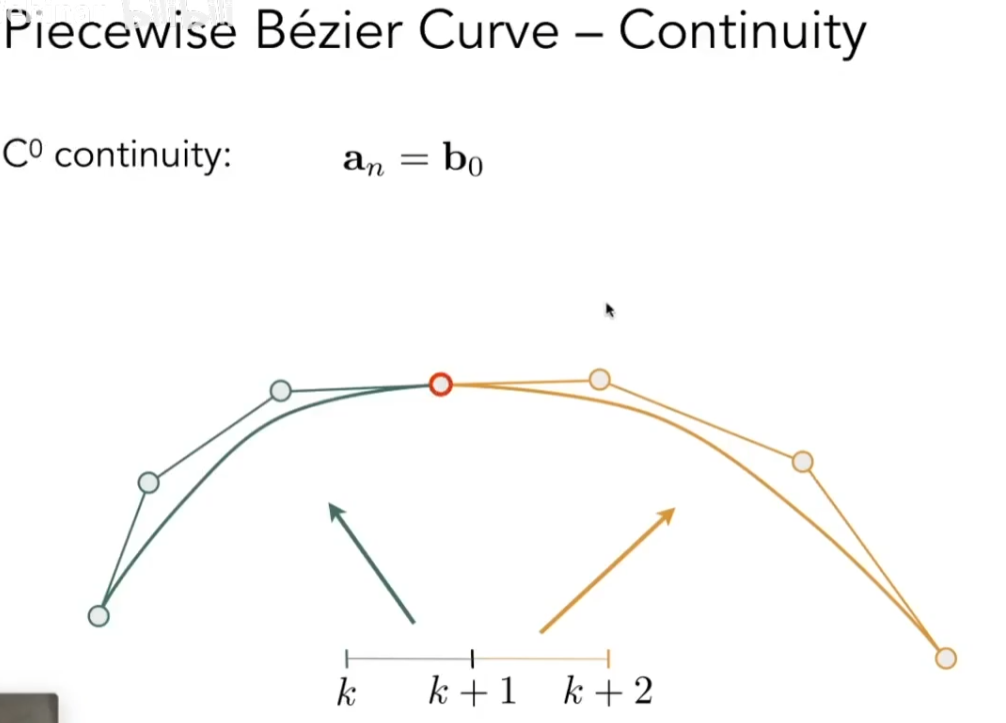 Piecewise Bézier Curve – Continuity
C⁰ continuity: aₙ = b₀
k k + 1 k + 2